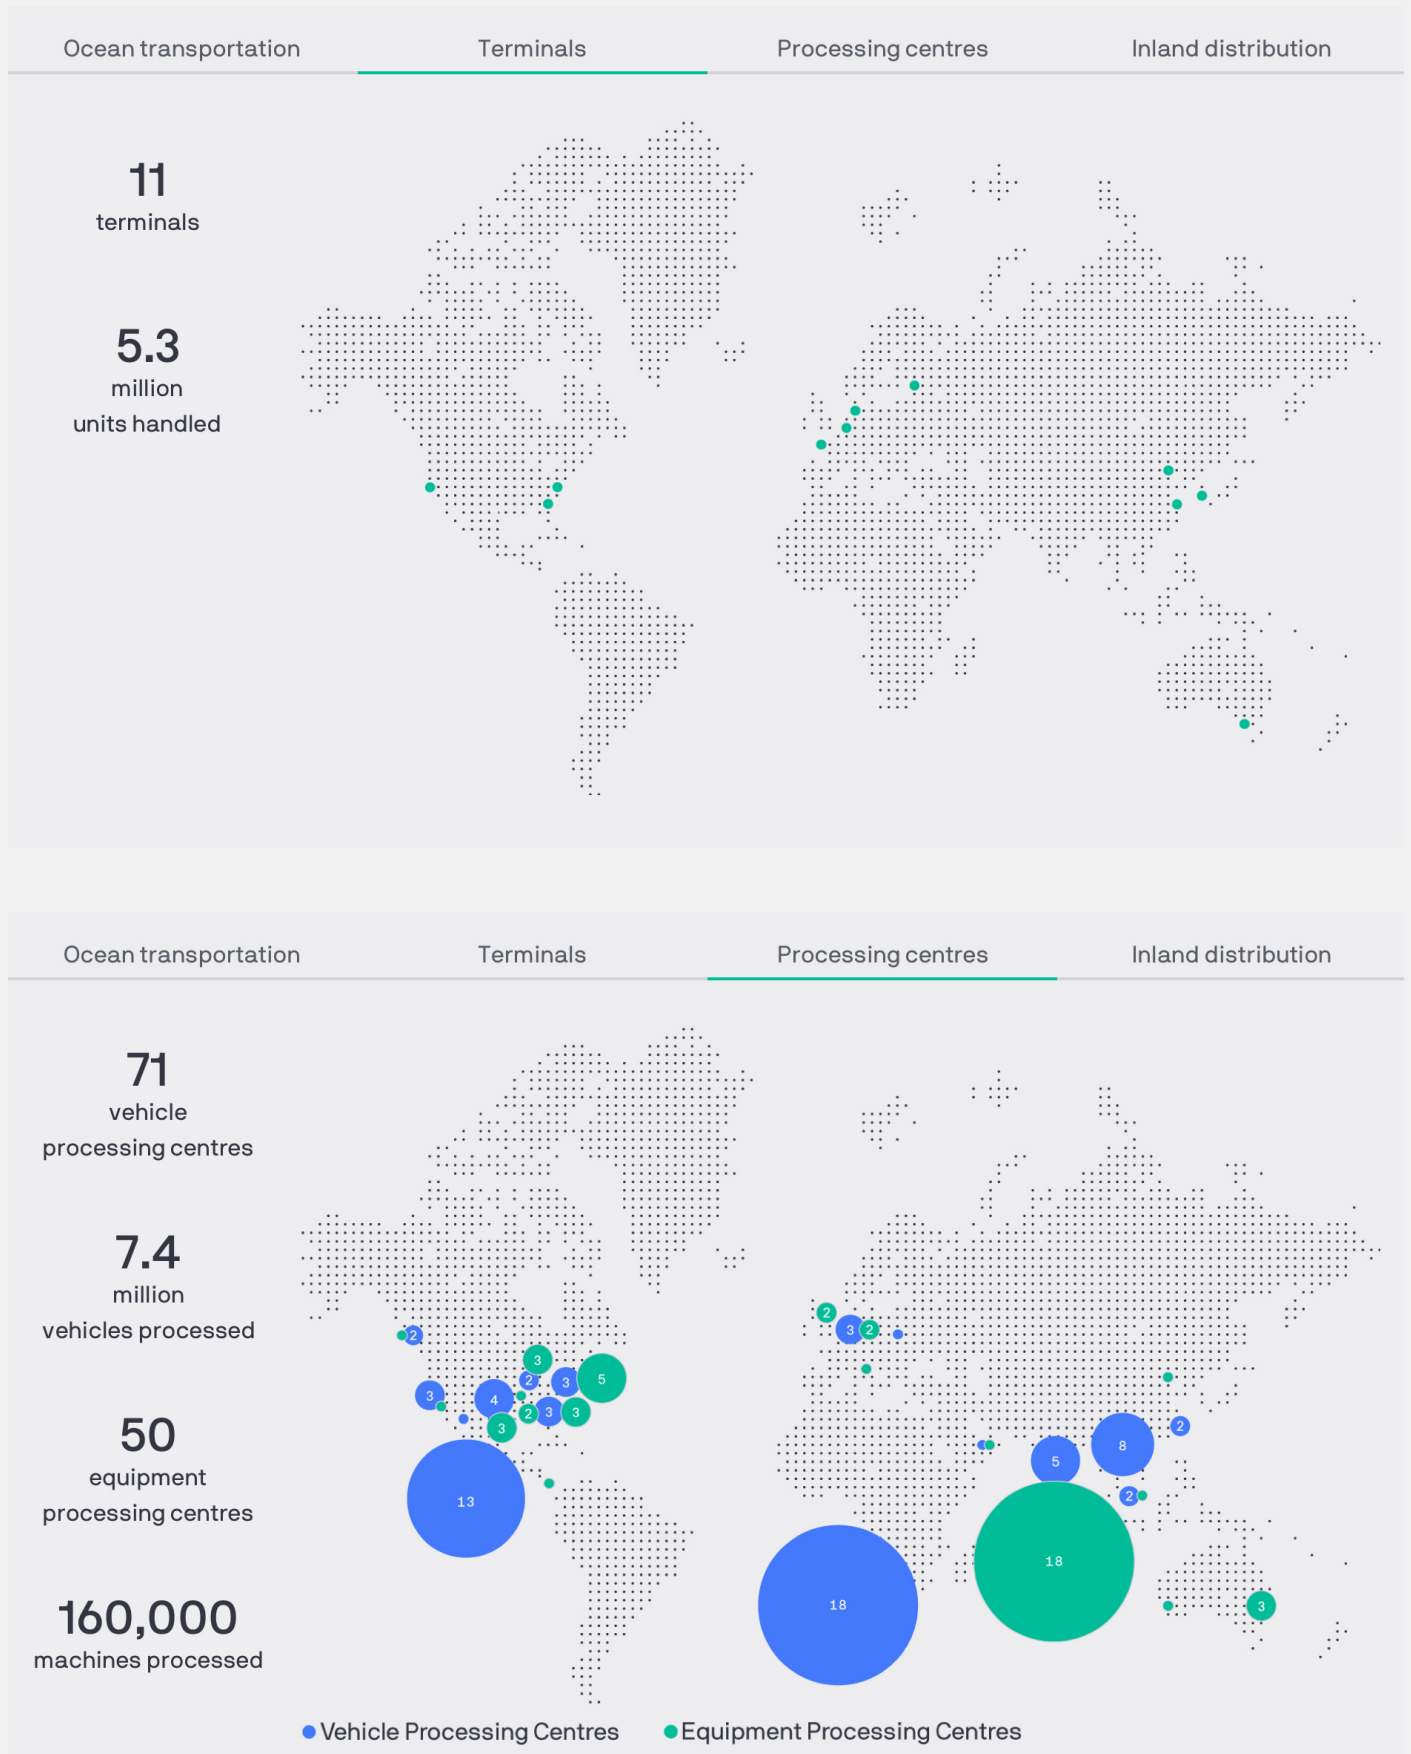 Ocean transportation
Terminals
Processing centres
Inland distribution
11
terminals
5.3
million
units handled
Ocean transportation
Terminals
Processing centres
Inland distribution
71
vehicle
processing centres
7.4
million
vehicles processed
50
equipment
processing centres
160,000
machines processed
2
3
4
3
2
3
5
2
3
3
3
13
2
3
2
18
5
8
2
2
18
3
Vehicle Processing Centres
Equipment Processing Centres